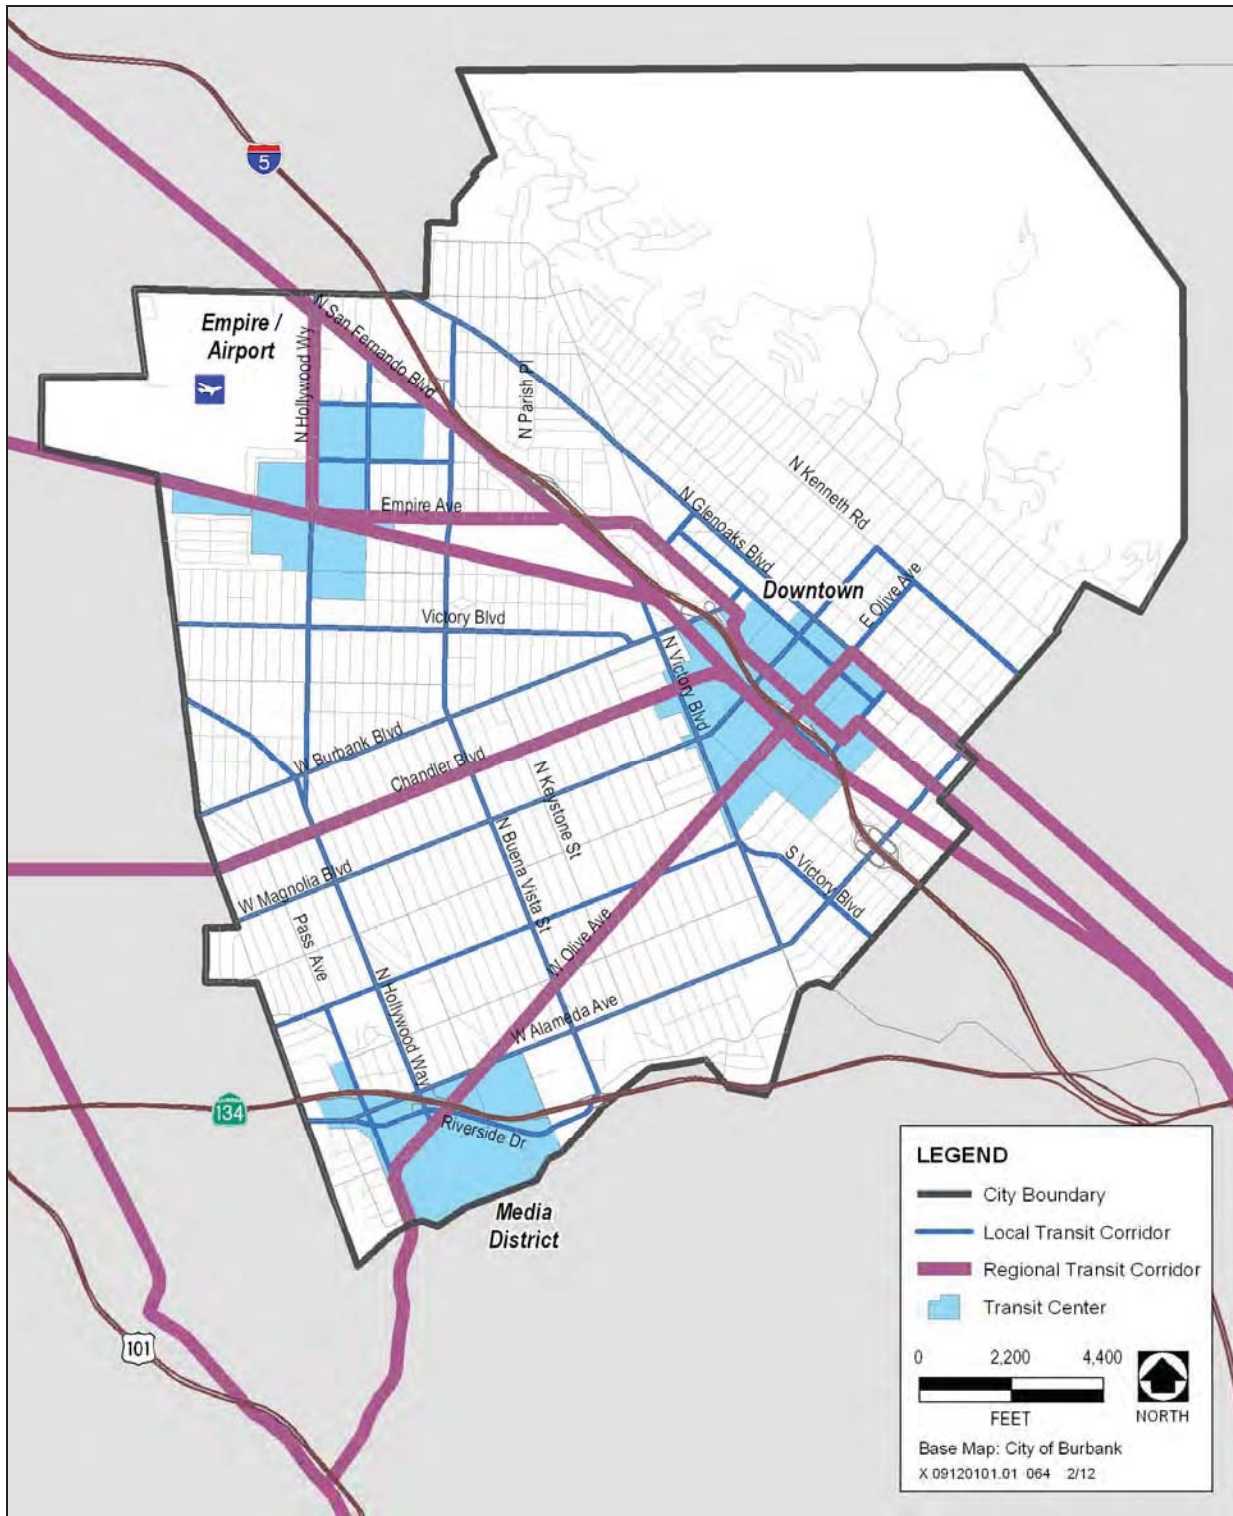 5
Empire /
Airport
N Hollywood Wy
N San Fernando Blvd
N Parish Pl
N Kenneth Rd
Empire Ave
N Glenoaks Blvd
Downtown
E Olive Ave
Victory Blvd
N Victory Blvd
W Burbank Blvd
Chandler Blvd
N Keystone St
N Buena Vista St
S Victory Blvd
W Magnolia Blvd
Pass Ave
N Olive Ave
N Hollywood Way
W Alameda Ave
134
Riverside Dr
Media
District
101
LEGEND
City Boundary
Local Transit Corridor
Regional Transit Corridor
Transit Center
0 2,200 4,400
FEET
NORTH
Base Map: City of Burbank
X 09120101.01 064 2/12